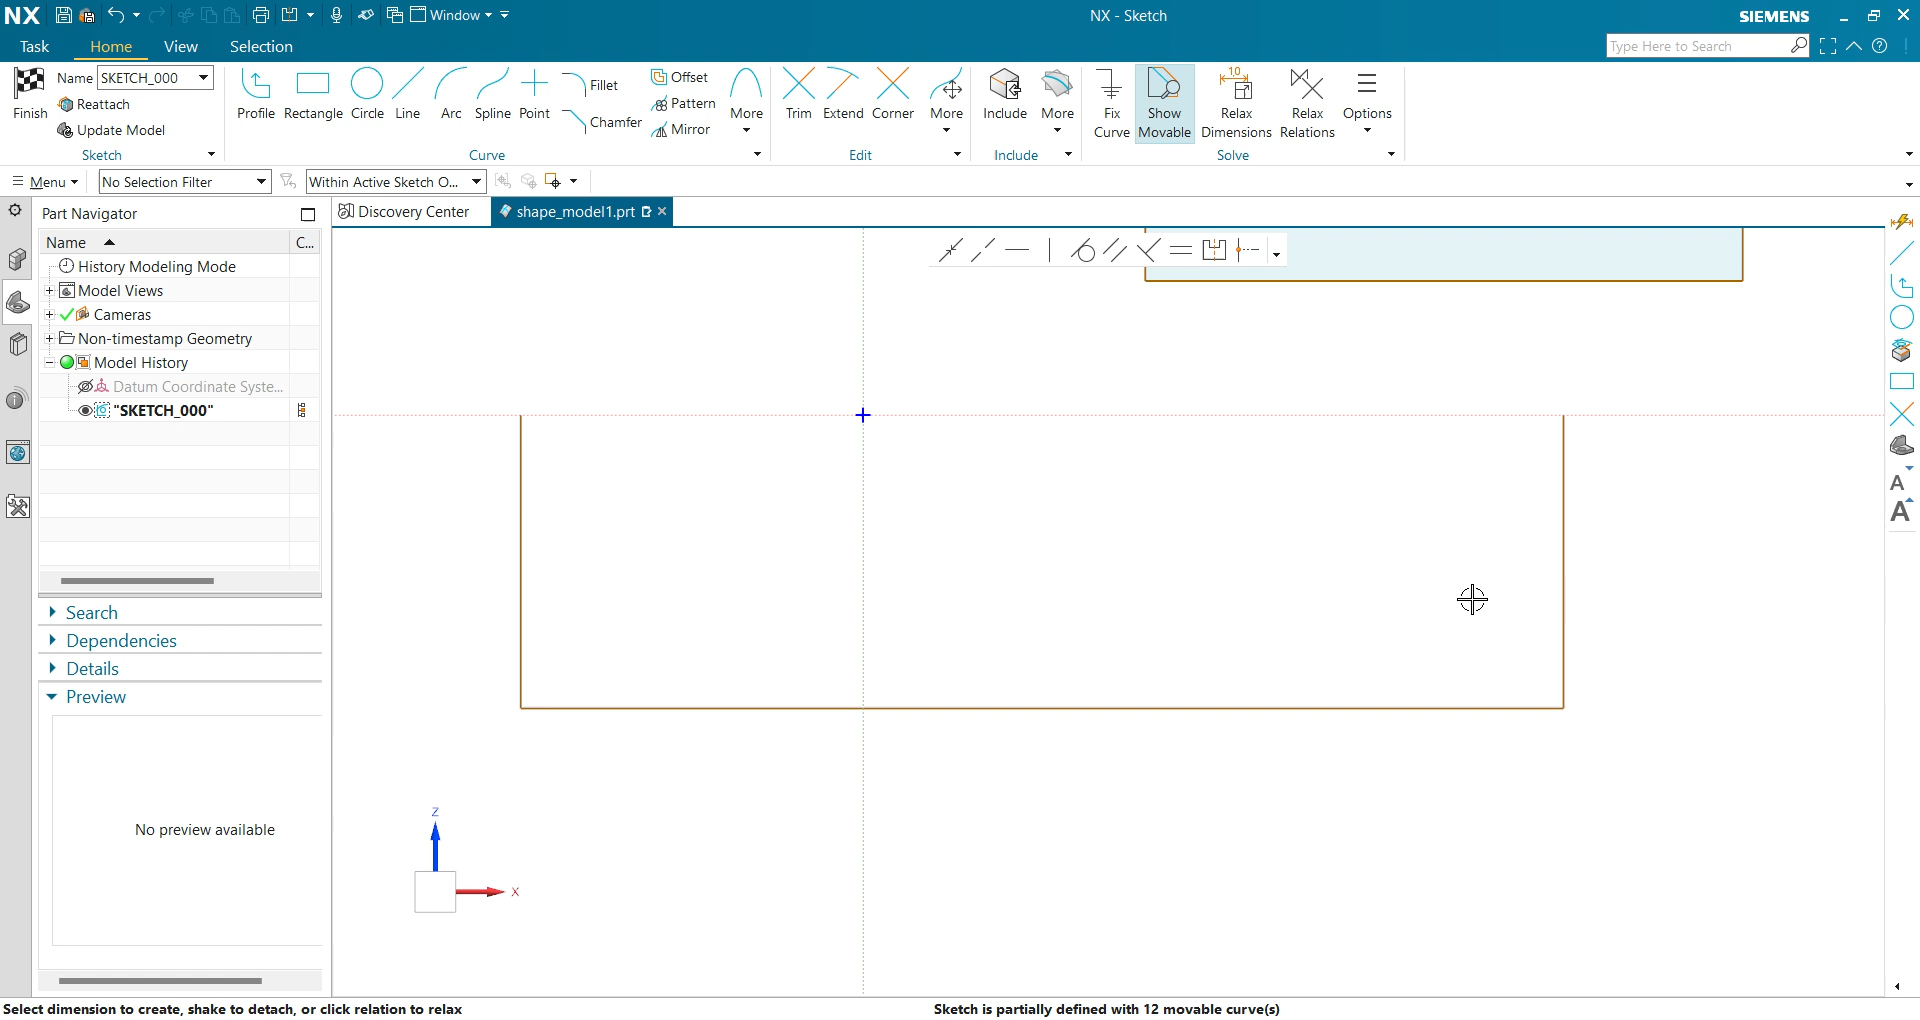 NX Window NX - Sketch SIEMENS
Task Home View Selection Type Here to Search
Finish Name SKETCH_000
Reattach
Update Model
Sketch
Profile Rectangle Circle Line Arc Spline Point
Fillet
Chamfer
Offset
Pattern
Mirror
More
Curve
Trim Extend Corner More
Edit
Include More
Include
Fix Curve
Show Movable
1,0
Relax Dimensions
Relax Relations
Options
Solve
Menu No Selection Filter Within Active Sketch O...
Part Navigator
Discovery Center shape_model1.prt
Name C...
History Modeling Mode
Model Views
Cameras
Non-timestamp Geometry
Model History
Datum Coordinate Syste...
"SKETCH_000"
Search
Dependencies
Details
Preview
No preview available
Z
X
A
A
Select dimension to create, shake to detach, or click relation to relax Sketch is partially defined with 12 movable curve(s)